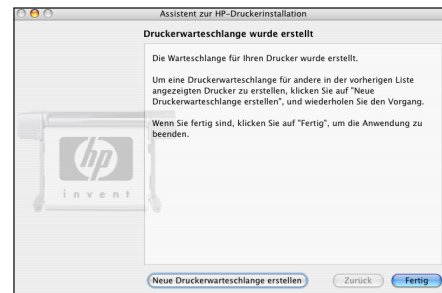 Assistent zur HP-Druckerinstallation
Druckerwarteschlange wurde erstellt
Die Warteschlange für Ihren Drucker wurde erstellt.
Um eine Druckerwarteschlange für andere in der vorherigen Liste
angezeigten Drucker zu erstellen, klicken Sie auf "Neue
Druckerwarteschlange erstellen", und wiederholen Sie den Vorgang.
Wenn Sie fertig sind, klicken Sie auf "Fertig", um die Anwendung zu
beenden.
hp
invent
Neue Druckerwarteschlange erstellen
Zurück
Fertig